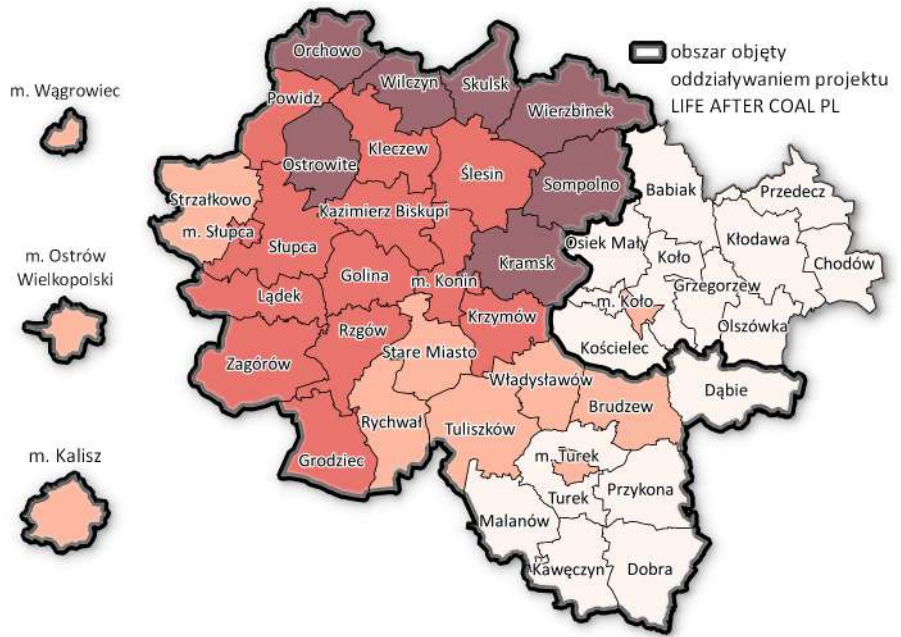 Orchowo
obszar objęty
oddziaływaniem projektu
LIFE AFTER COAL PL
m. Wągrowiec
Wilczyn
Skulsk
Powidz
Wierzbinek
Kleczew
Ostrowite
Ślesin
Sompolno
Strzałkowo
Babiak
Przedecz
Kazimierz Biskupi
m. Słupca
Słupca
Osiek Mały
Kłodawa
Koło
Chodów
m. Ostrów
Wielkopolski
Golina
Kramsk
m. Konin
Grzegorzew
Lądek
m. Koło
Krzymów
Olszówka
Rzgów
Kościelec
Stare Miasto
Zagórów
Władysławów
Dąbie
Brudzew
Rychwał
Tuliszków
m. Kalisz
Grodziec
m. Turek
Przykona
Turek
Malanów
Kawęczyn
Dobra